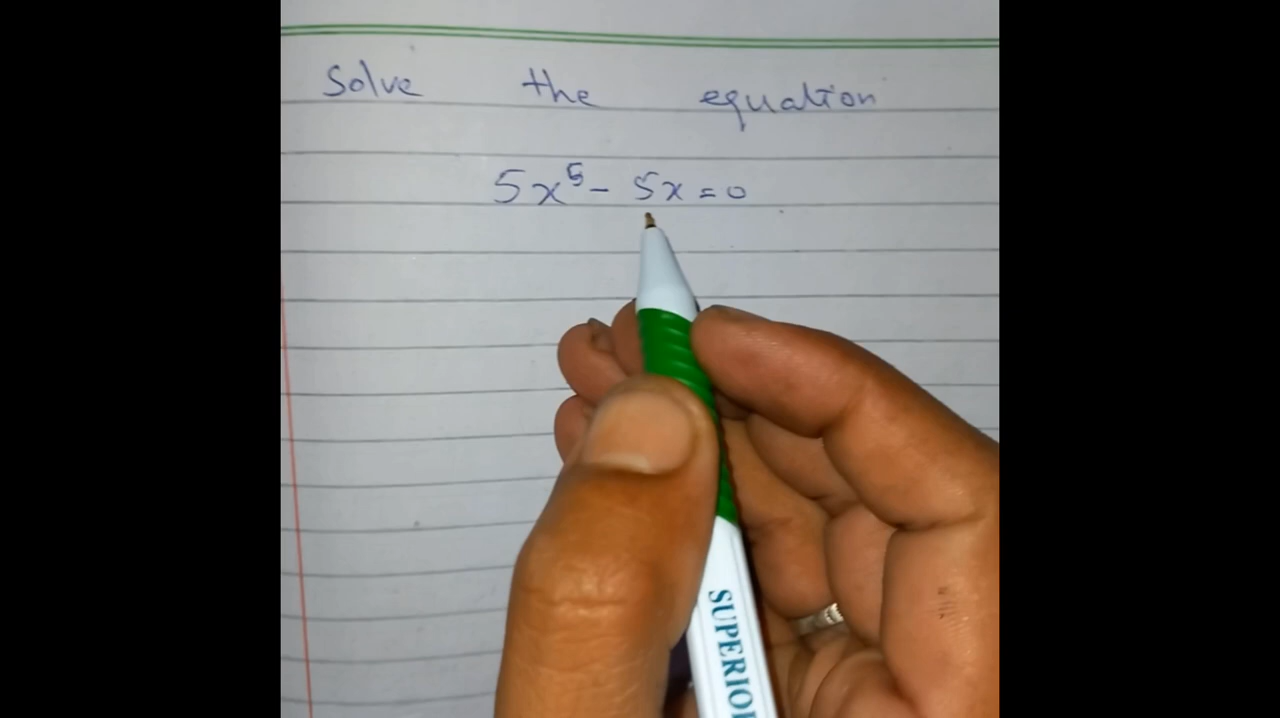 Solve the equation
5x⁵ - 5x = 0
SUPERIOR